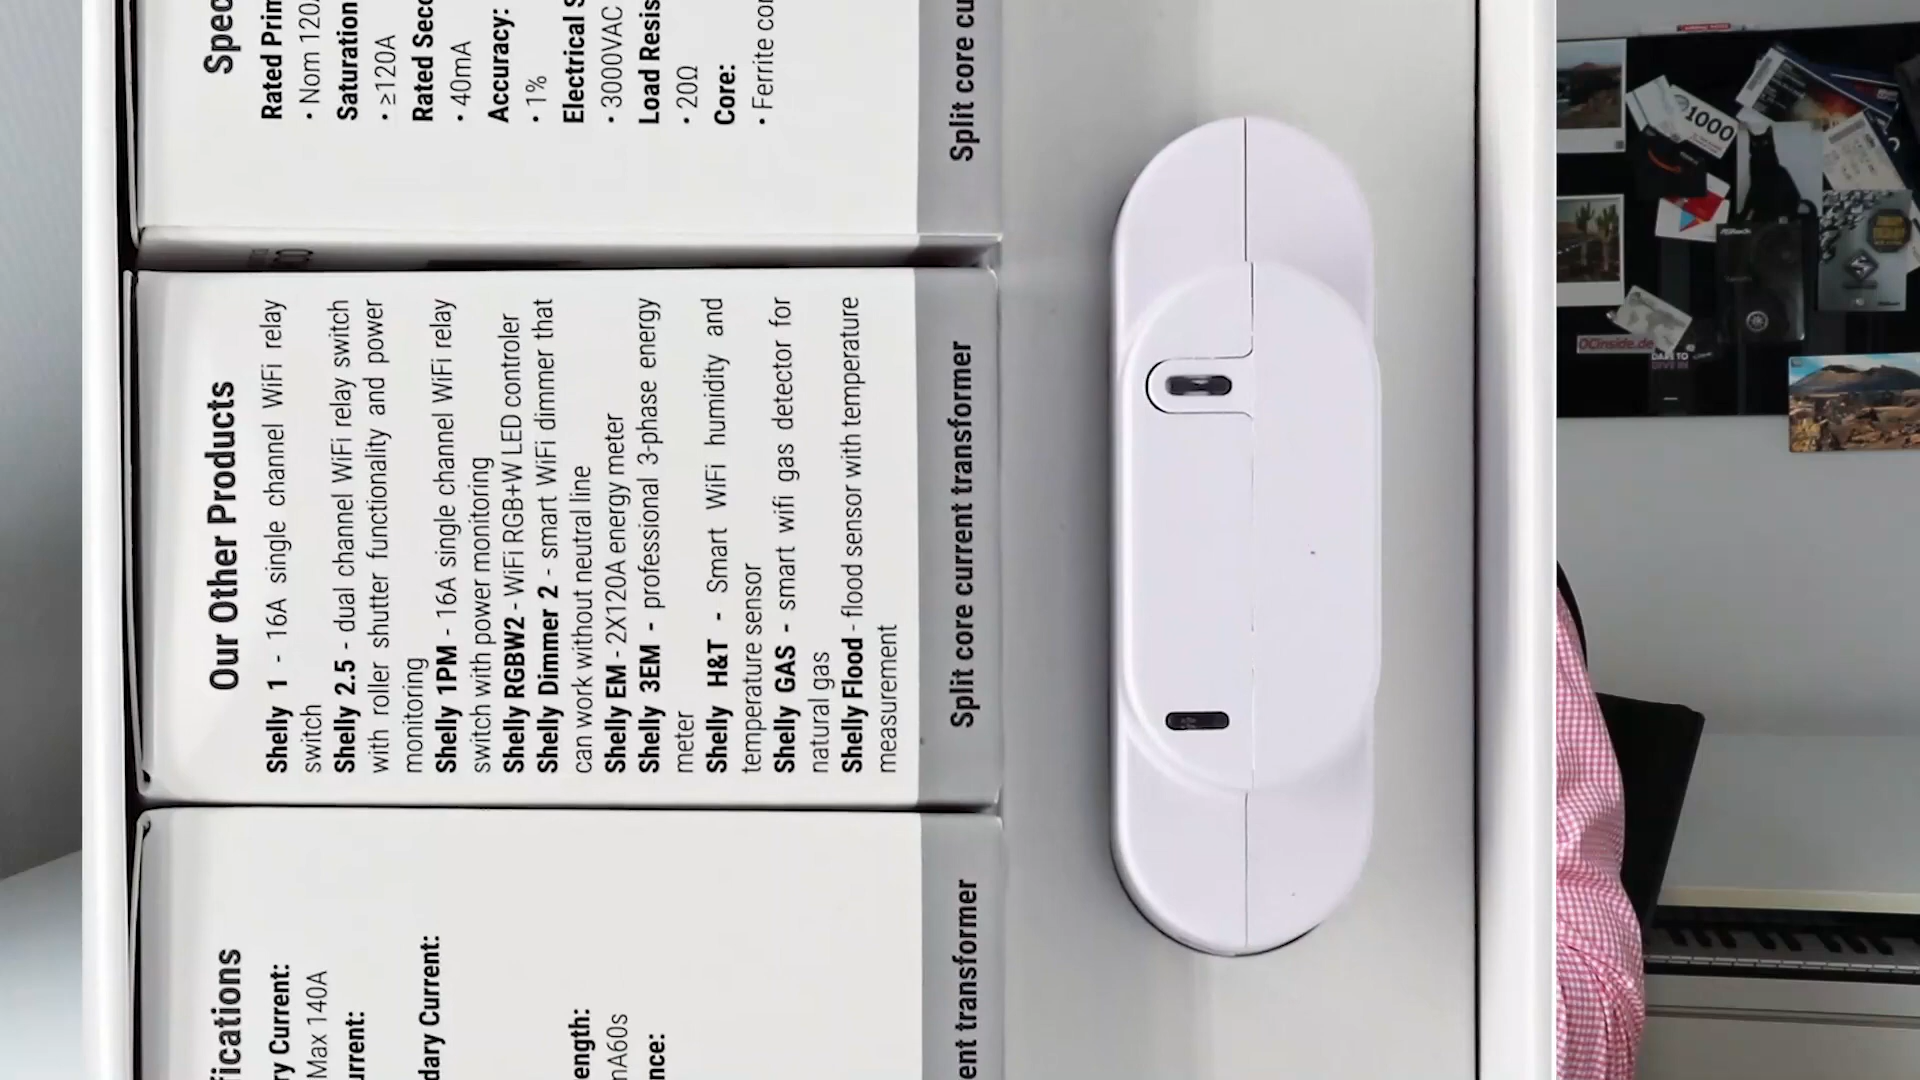 Spec
Rated Prim
• Nom 120
Saturation
• ≥120A
Rated Seco
• 40mA
Accuracy:
• 1%
Electrical S
• 3000VAC
Load Resis
• 20Ω
Core:
• Ferrite co
Split core cu
Our Other Products
Shelly 1 - 16A single channel WiFi relay
switch
Shelly 2.5 - dual channel WiFi relay switch
with roller shutter functionality and power
monitoring
Shelly 1PM - 16A single channel WiFi relay
switch with power monitoring
Shelly RGBW2 - WiFi RGB+W LED controler
Shelly Dimmer 2 - smart WiFi dimmer that
can work without neutral line
Shelly EM - 2X120A energy meter
Shelly 3EM - professional 3-phase energy
meter
Shelly H&T - Smart WiFi humidity and
temperature sensor
Shelly GAS - smart wifi gas detector for
natural gas
Shelly Flood - flood sensor with temperature
measurement
Split core current transformer
fications
ry Current:
Max 140A
urrent:
dary Current:
ength:
nA60s
nce:
ent transformer
1000
ASRock
OCinside.de
DARE TO
DIVE IN